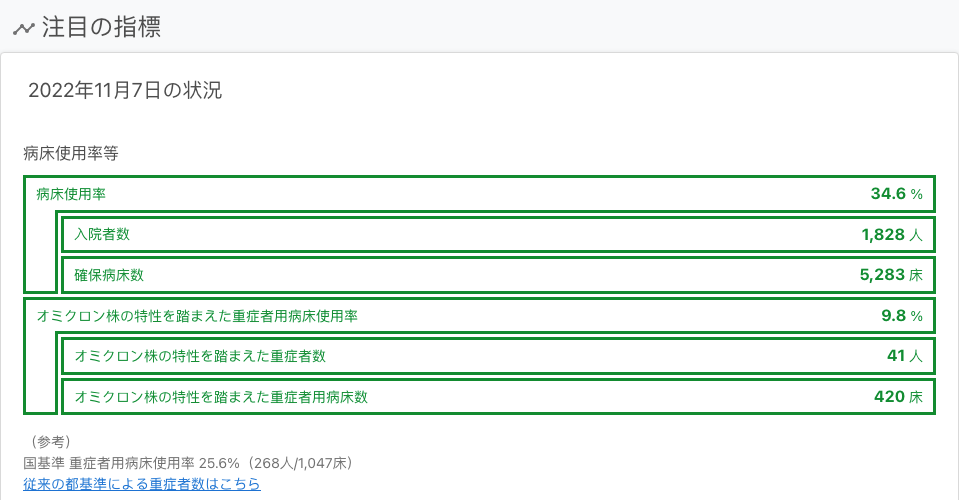 注目の指標
2022年11月7日の状況
病床使用率等
病床使用率 34.6 %
入院者数 1,828 人
確保病床数 5,283 床
オミクロン株の特性を踏まえた重症者用病床使用率 9.8 %
オミクロン株の特性を踏まえた重症者数 41 人
オミクロン株の特性を踏まえた重症者用病床数 420 床
（参考）
国基準 重症者用病床使用率 25.6%（268人/1,047床）
従来の都基準による重症者数はこちら